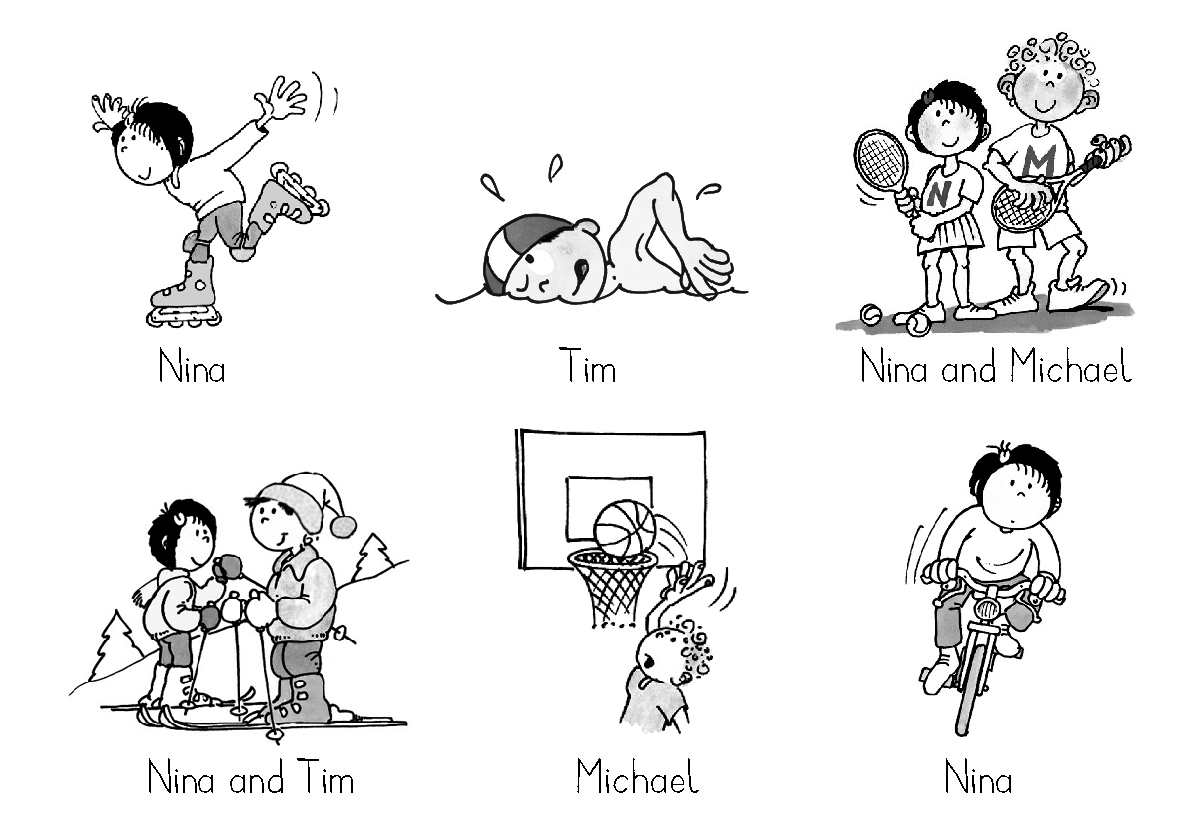 N
M
Nina
Tim
Nina and Michael
Nina and Tim
Michael
Nina